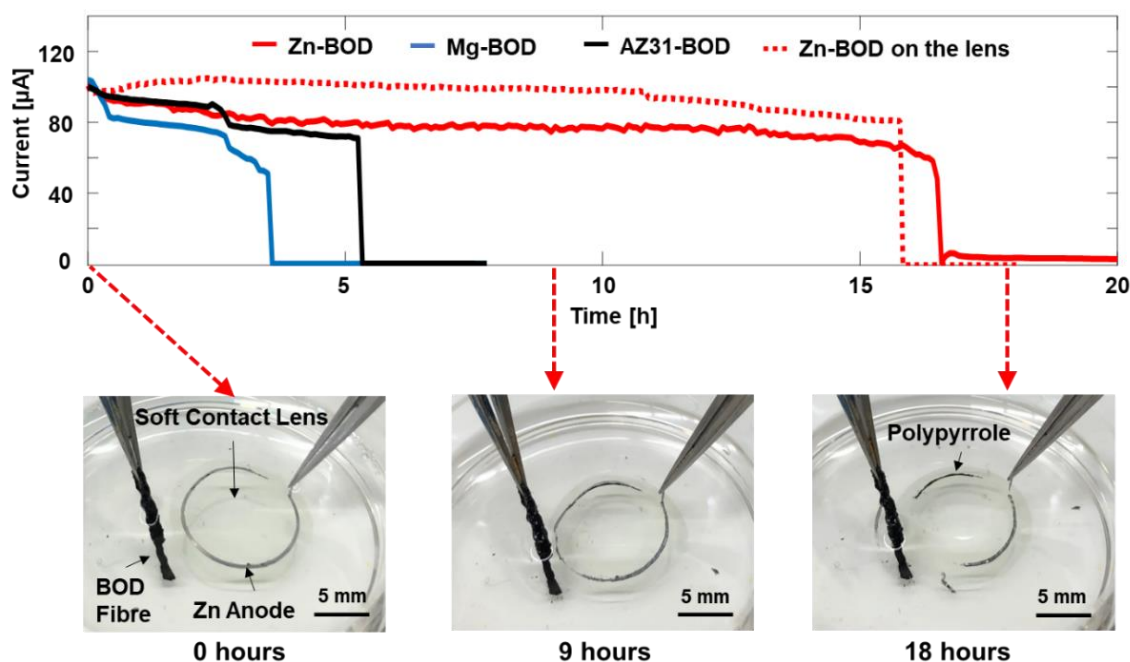 Zn-BOD Mg-BOD AZ31-BOD Zn-BOD on the lens
Current [µA]
120
80
40
0
0 5 10 15 20
Time [h]
Soft Contact Lens
BOD
Fibre
Zn Anode
5 mm
0 hours
5 mm
9 hours
Polypyrrole
5 mm
18 hours